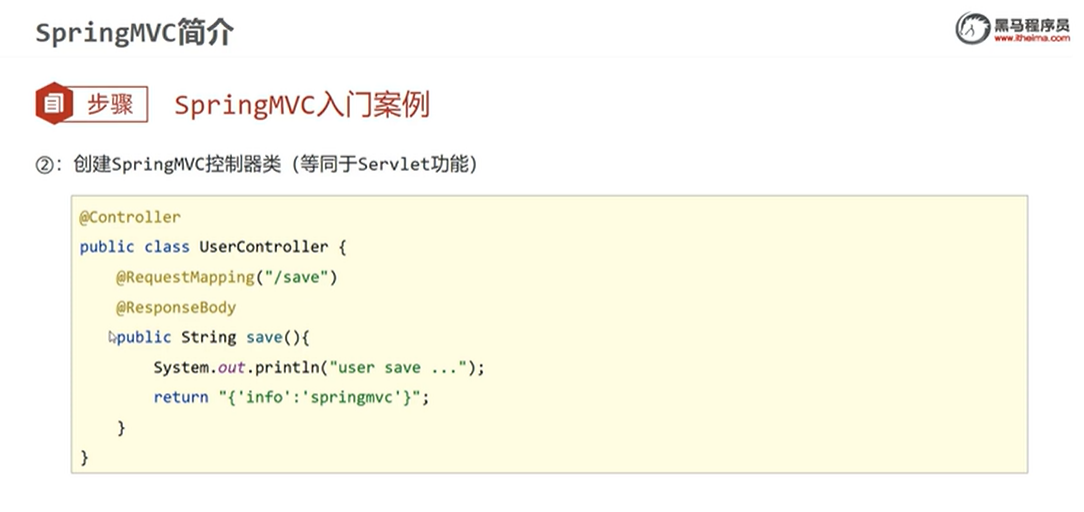 SpringMVC简介
黑马程序员
www.itheima.com
步骤
SpringMVC入门案例
②：创建SpringMVC控制器类（等同于Servlet功能）
@Controller
public class UserController {
@RequestMapping("/save")
@ResponseBody
public String save(){
System.out.println("user save ...");
return "{'info':'springmvc'}";
}
}